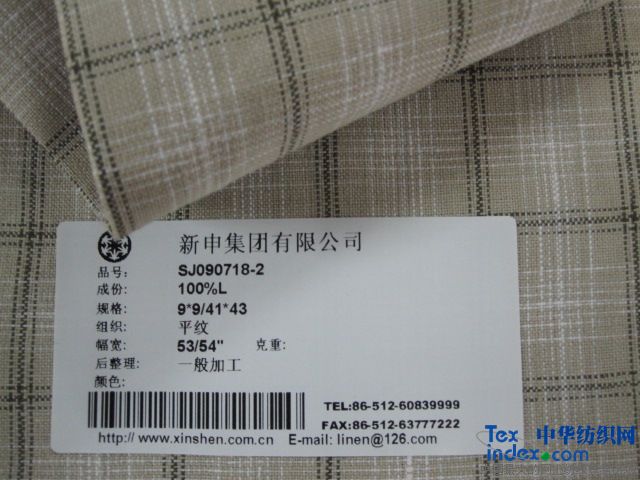 新申集团有限公司
品号: SJ090718-2
成份: 100%L
规格: 9*9/41*43
组织: 平纹
幅宽: 53/54" 克重:
后整理: 一般加工
颜色:
TEL:86-512-60839999
FAX:86-512-63777222
http://www.xinshen.com.cn E-mail: linen@126.com
Tex 中华纺织网
index.com